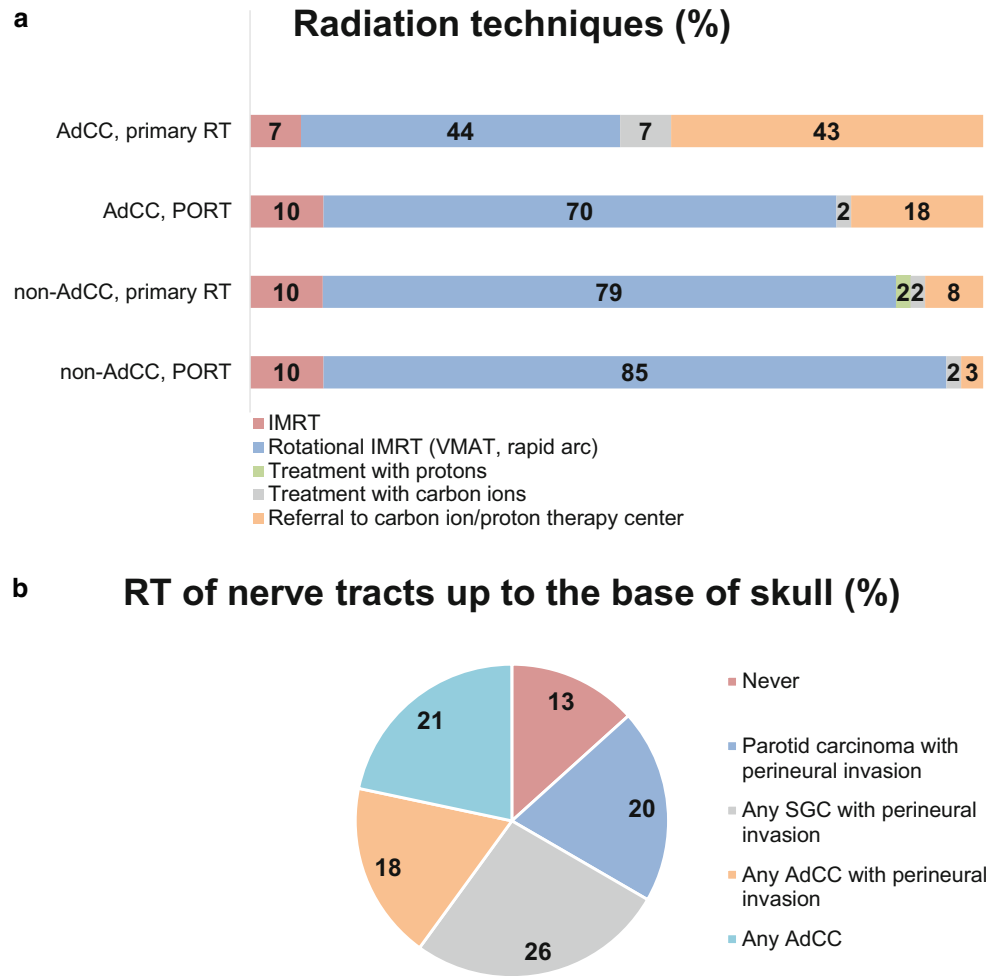 a
Radiation techniques (%)
AdCC, primary RT
7 44 7 43
AdCC, PORT
10 70 2 18
non-AdCC, primary RT
10 79 2 2 8
non-AdCC, PORT
10 85 2 3
IMRT
Rotational IMRT (VMAT, rapid arc)
Treatment with protons
Treatment with carbon ions
Referral to carbon ion/proton therapy center
b
RT of nerve tracts up to the base of skull (%)
13
20
26
18
21
Never
Parotid carcinoma with
perineural invasion
Any SGC with perineural
invasion
Any AdCC with perineural
invasion
Any AdCC